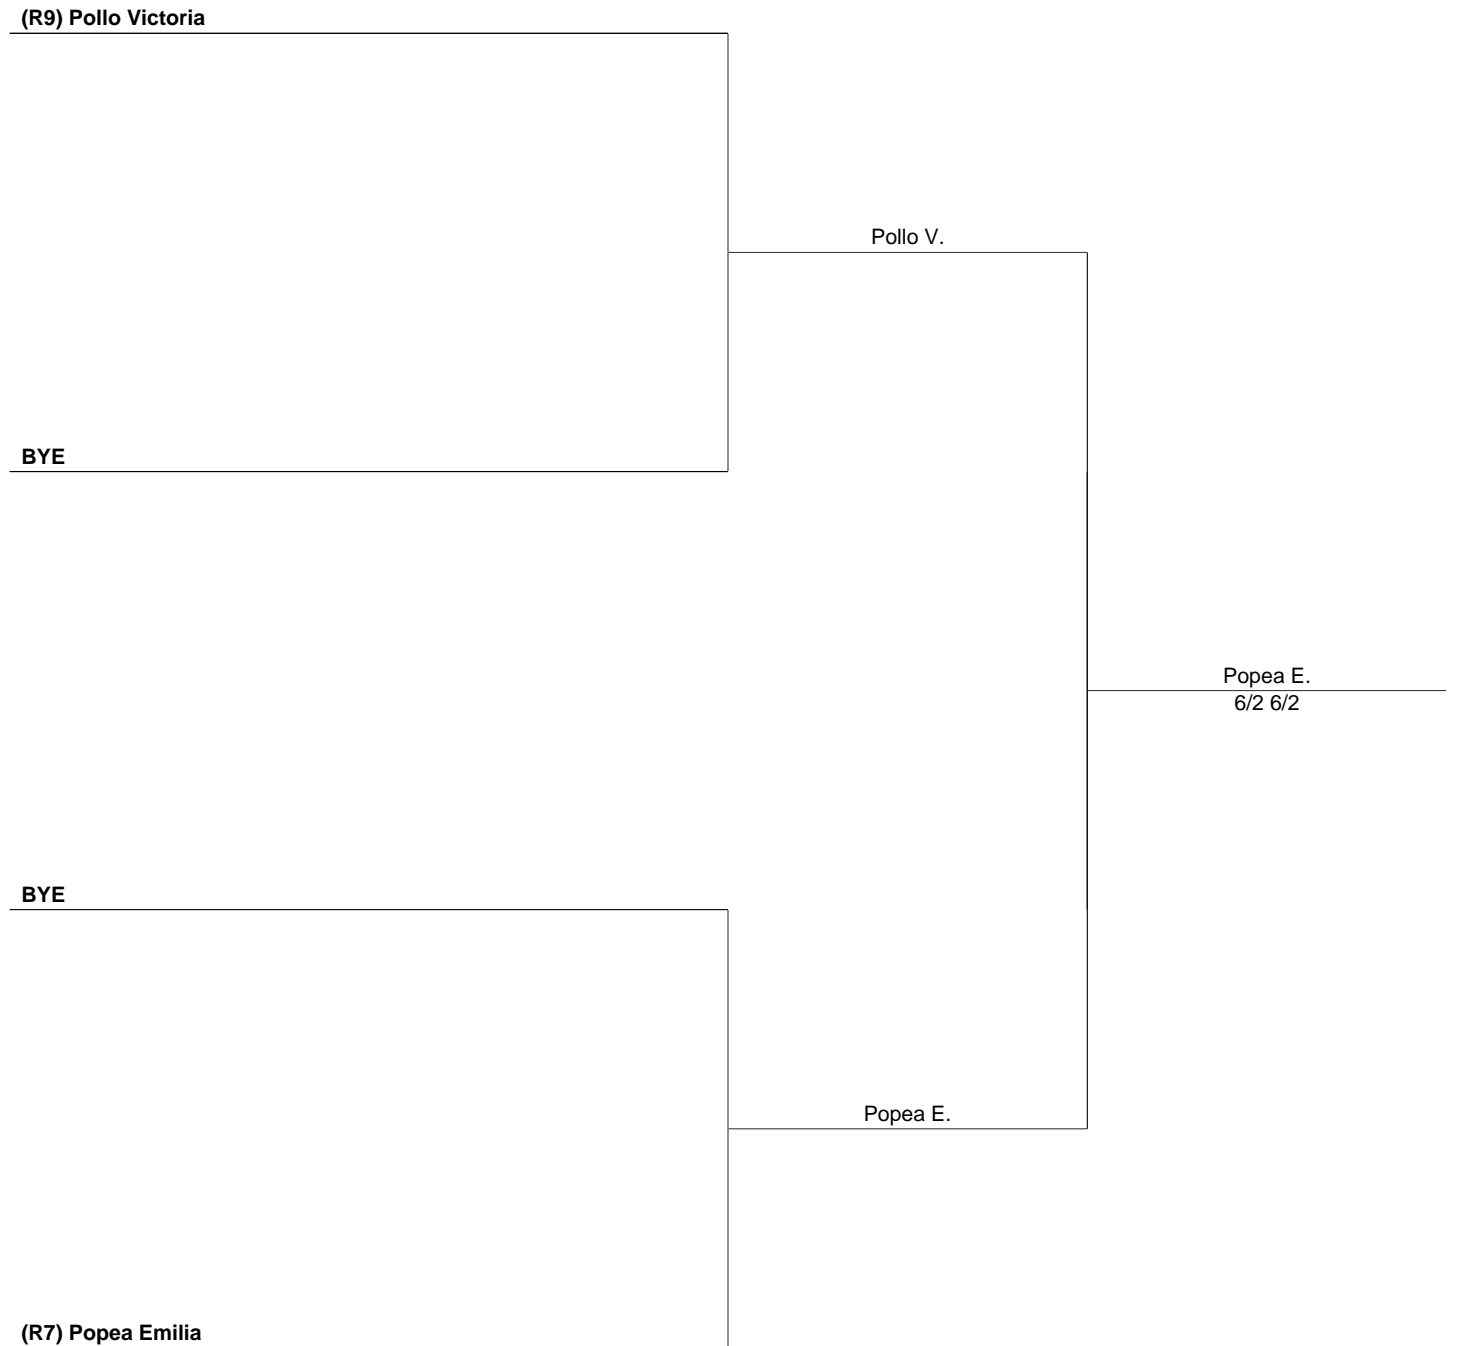 (R9) Pollo Victoria
Pollo V.
BYE
Popea E.
6/2 6/2
BYE
Popea E.
(R7) Popea Emilia